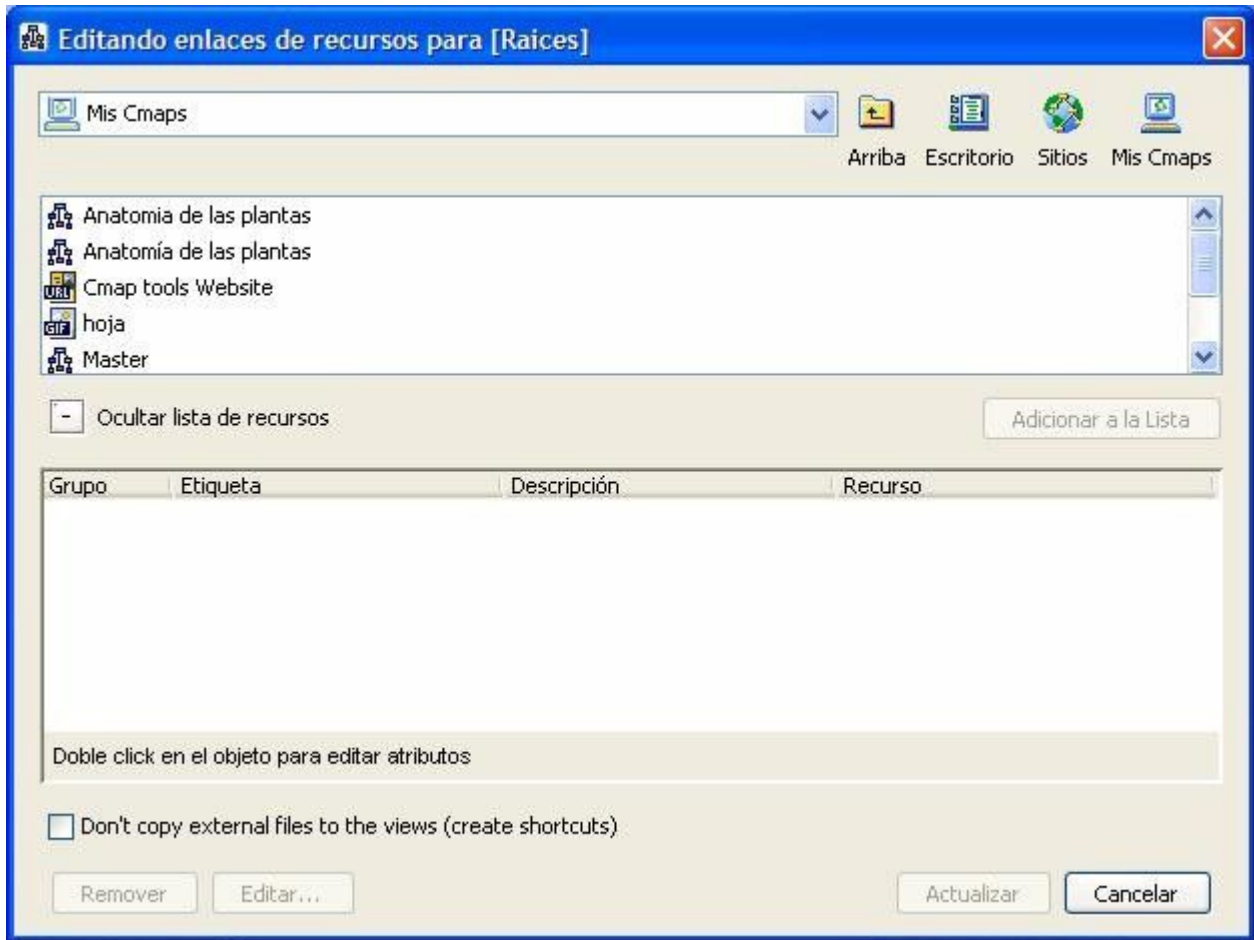 Editando enlaces de recursos para [Raices]
Mis Cmaps
Arriba Escritorio Sitios Mis Cmaps
Anatomia de las plantas
Anatomía de las plantas
URL Cmap tools Website
GIF hoja
Master
- Ocultar lista de recursos Adicionar a la Lista
Grupo Etiqueta Descripción Recurso
Doble click en el objeto para editar atributos
Don't copy external files to the views (create shortcuts)
Remover Editar... Actualizar Cancelar